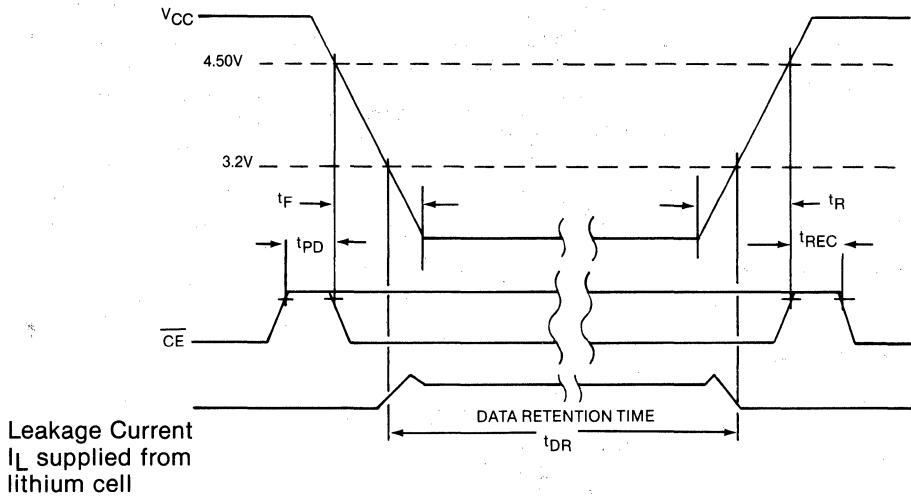 VCC
4.50V
3.2V
tF
tR
tPD
tREC
CE
DATA RETENTION TIME
tDR
Leakage Current
IL supplied from
lithium cell